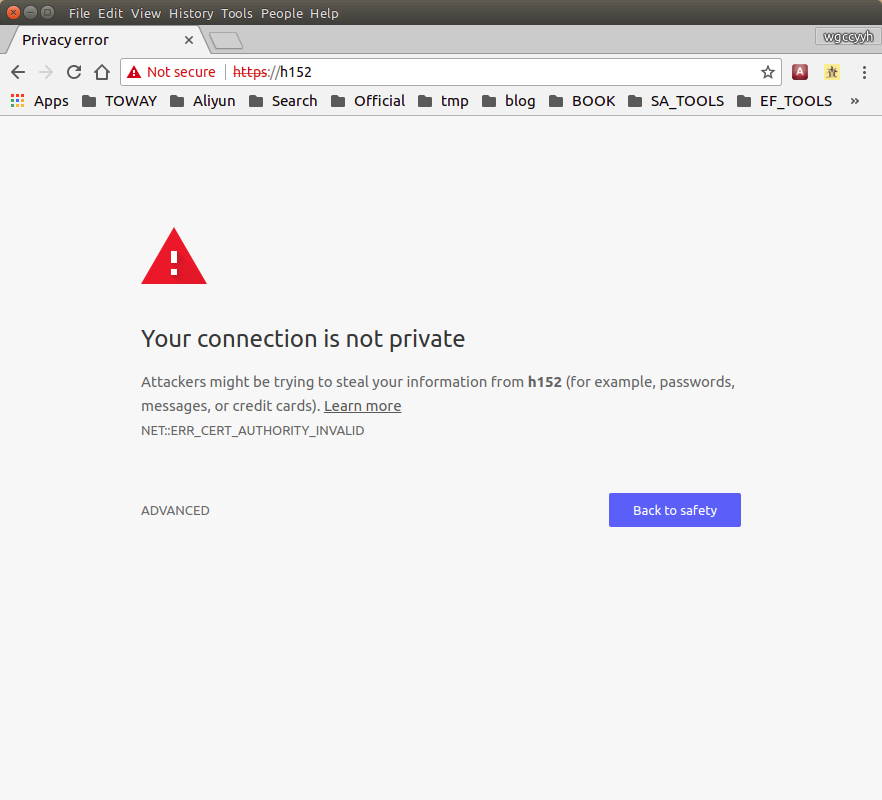 File Edit View History Tools People Help
Privacy error
wgccyyh
Not secure https://h152
A
Apps TOWAY Aliyun Search Official tmp blog BOOK SA_TOOLS EF_TOOLS »
Your connection is not private
Attackers might be trying to steal your information from h152 (for example, passwords,
messages, or credit cards). Learn more
NET::ERR_CERT_AUTHORITY_INVALID
ADVANCED
Back to safety